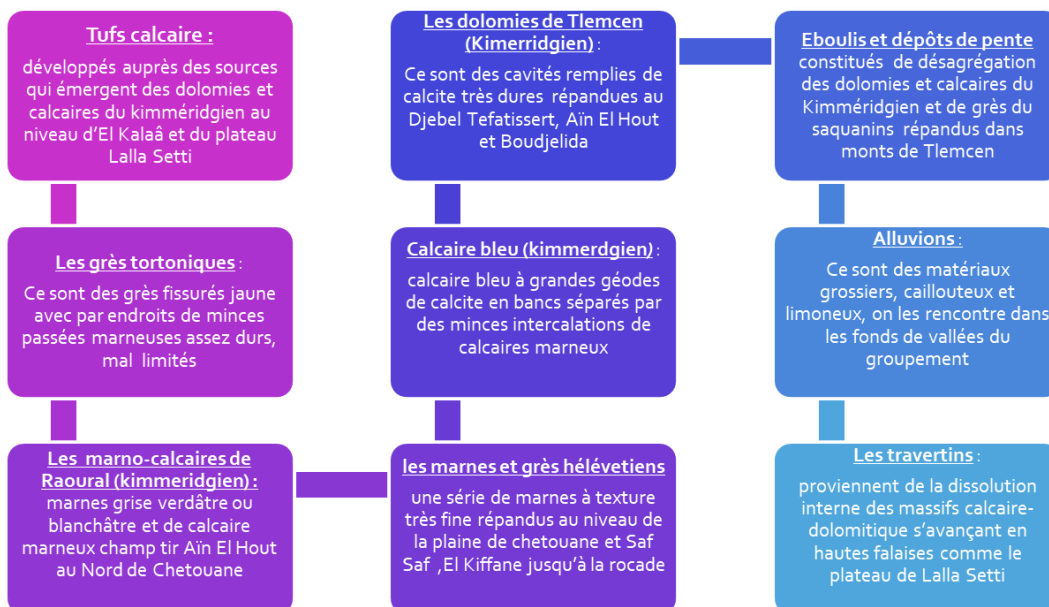 Tufs calcaire :
développés auprès des sources
qui émergent des dolomies et
calcaires du kimméridgien au
niveau d'El Kalaâ et du plateau
Lalla Setti
Les grès tortoniques :
Ce sont des grès fissurés jaune
avec par endroits de minces
passées marneuses assez durs,
mal limités
Les marno-calcaires de
Raoural (kimmeridgien) :
marnes grise verdâtre ou
blanchâtre et de calcaire
marneux champ tir Aïn El Hout
au Nord de Chetouane
les marnes et grès hélévetiens
une série de marnes à texture
très fine répandus au niveau de
la plaine de chetouane et Saf
Saf ,El Kiffane jusqu'à la rocade
Calcaire bleu (kimmerdgien) :
calcaire bleu à grandes géodes
de calcite en bancs séparés par
des minces intercalations de
calcaires marneux
Les dolomies de Tlemcen
(Kimerridgien) :
Ce sont des cavités remplies de
calcite très dures répandues au
Djebel Tefatissert, Aïn El Hout
et Boudjelida
Eboulis et dépôts de pente
constitués de désagrégation
des dolomies et calcaires du
Kimméridgien et de grès du
saquanins répandus dans
monts de Tlemcen
Alluvions :
Ce sont des matériaux
grossiers, caillouteux et
limoneux, on les rencontre dans
les fonds de vallées du
groupement
Les travertins :
proviennent de la dissolution
interne des massifs calcaire-
dolomitique s'avançant en
hautes falaises comme le
plateau de Lalla Setti